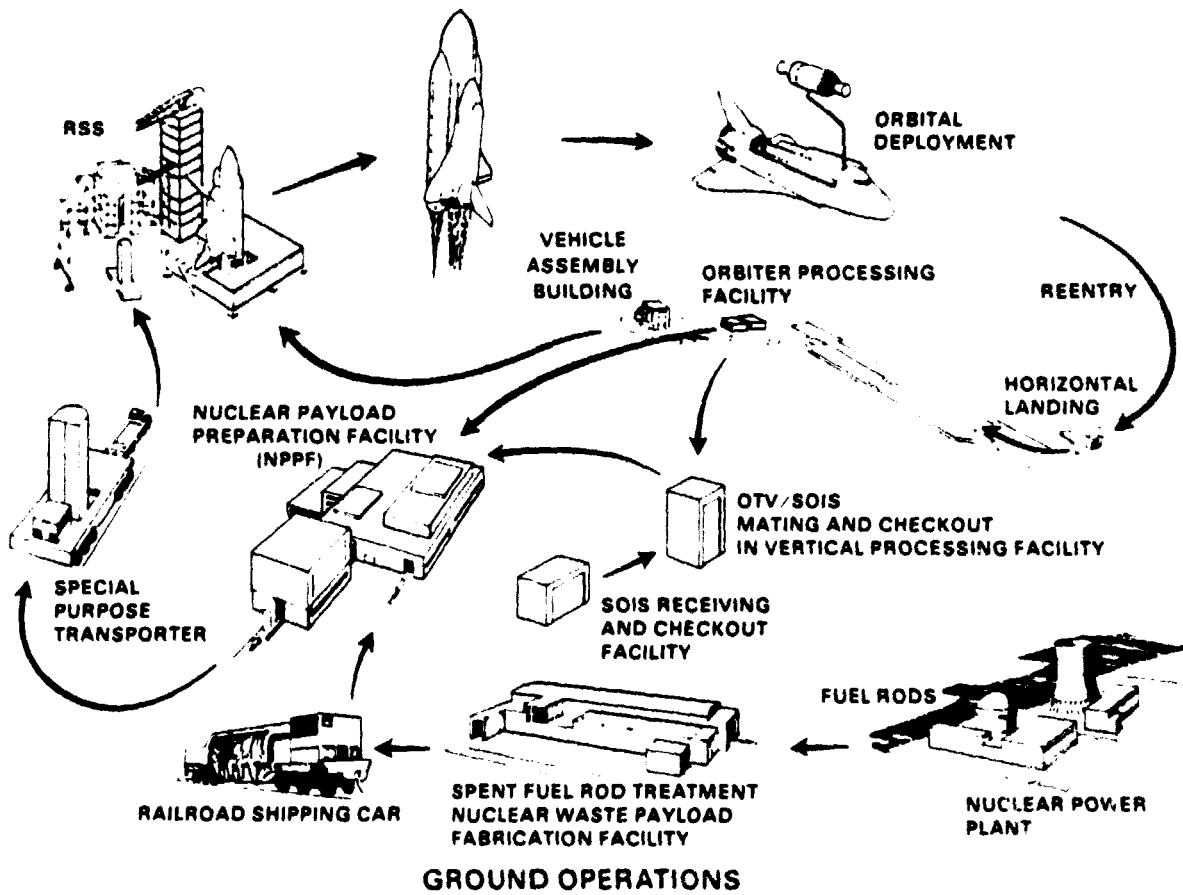 RSS
ORBITAL
DEPLOYMENT
VEHICLE
ASSEMBLY
BUILDING
ORBITER PROCESSING
FACILITY
REENTRY
HORIZONTAL
LANDING
NUCLEAR PAYLOAD
PREPARATION FACILITY
(NPPF)
OTV/SOIS
MATING AND CHECKOUT
IN VERTICAL PROCESSING FACILITY
SPECIAL
PURPOSE
TRANSPORTER
SOIS RECEIVING
AND CHECKOUT
FACILITY
FUEL RODS
RAILROAD SHIPPING CAR
SPENT FUEL ROD TREATMENT
NUCLEAR WASTE PAYLOAD
FABRICATION FACILITY
NUCLEAR POWER
PLANT
GROUND OPERATIONS